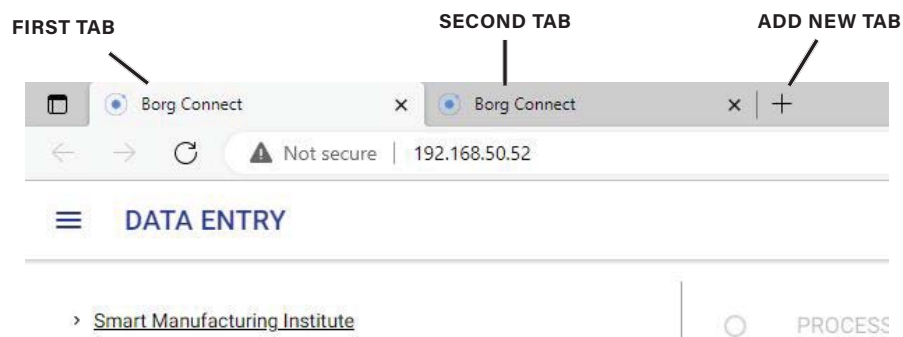 FIRST TAB
SECOND TAB
ADD NEW TAB
Borg Connect
Borg Connect
Not secure
192.168.50.52
DATA ENTRY
Smart Manufacturing Institute
PROCESS